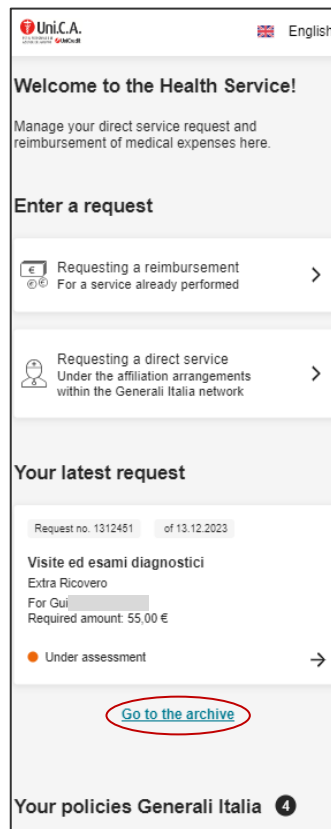 Uni.C.A.
UniCredit
English
Welcome to the Health Service!
Manage your direct service request and
reimbursement of medical expenses here.
Enter a request
€
Requesting a reimbursement
For a service already performed
Requesting a direct service
Under the affiliation arrangements
within the Generali Italia network
Your latest request
Request no. 1312451 of 13.12.2023
Visite ed esami diagnostici
Extra Ricovero
For Gui
Required amount: 55,00 €
Under assessment
Go to the archive
Your policies Generali Italia 4